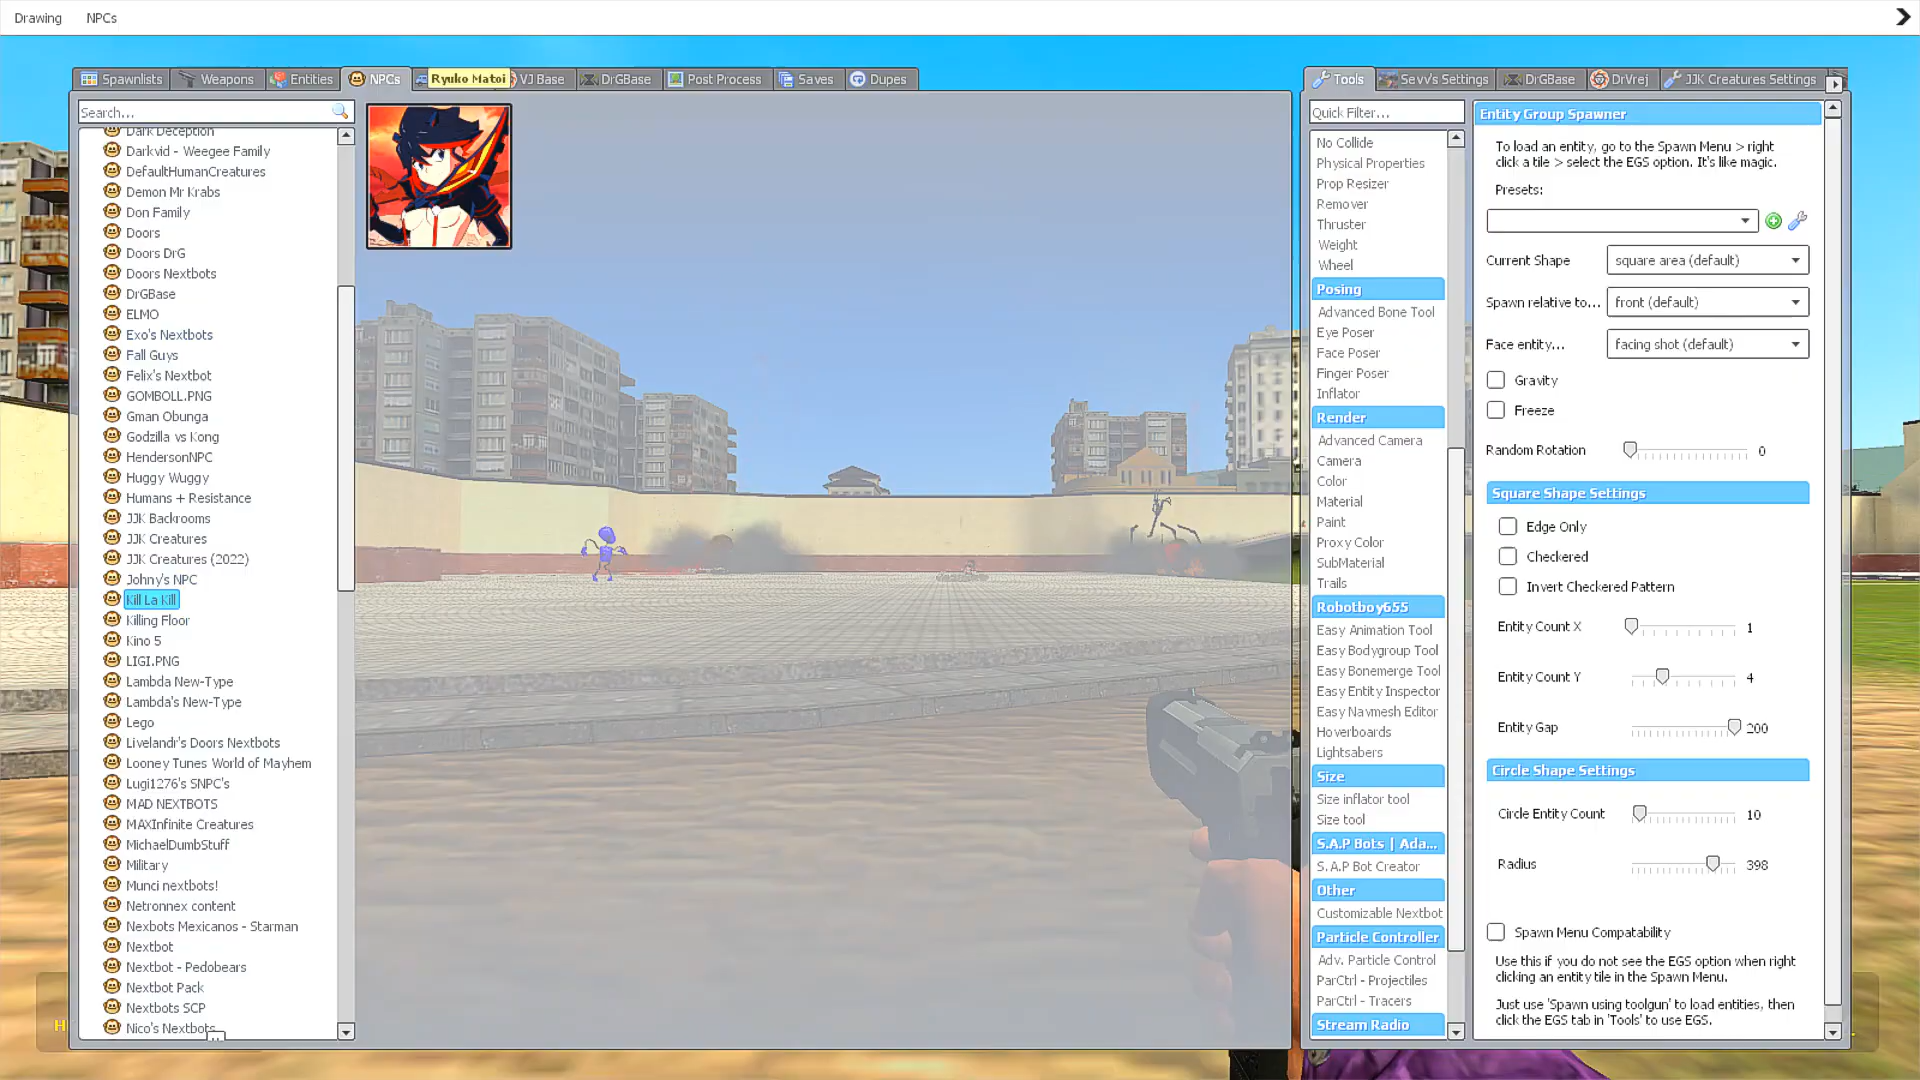 Drawing NPCs
Spawnlists Weapons Entities NPCs Ryuko Matoi VJ Base DrGBase Post Process Saves Dupes
Search...
Dark Deception
Darkvid - Weegee Family
DefaultHumanCreatures
Demon Mr Krabs
Don Family
Doors
Doors DrG
Doors Nextbots
DrGBase
ELMO
Exo's Nextbots
Fall Guys
Felix's Nextbot
GOMBOLL.PNG
Gman Obunga
Godzilla vs Kong
HendersonNPC
Huggy Wuggy
Humans + Resistance
JJK Backrooms
JJK Creatures
JJK Creatures (2022)
Johny's NPC
Kill La Kill
Killing Floor
Kino 5
LIGI.PNG
Lambda New-Type
Lambda's New-Type
Lego
Livelandr's Doors Nextbots
Looney Tunes World of Mayhem
Lugi1276's SNPC's
MAD NEXTBOTS
MAXInfinite Creatures
MichaelDumbStuff
Military
Munci nextbots!
Netronnex content
Nexbots Mexicanos - Starman
Nextbot
Nextbot - Pedobears
Nextbot Pack
Nextbots SCP
Nico's Nextbots
Tools Sevv's Settings DrGBase DrVrej JJK Creatures Settings
Quick Filter...
No Collide
Physical Properties
Prop Resizer
Remover
Thruster
Weight
Wheel
Posing
Advanced Bone Tool
Eye Poser
Face Poser
Finger Poser
Inflator
Render
Advanced Camera
Camera
Color
Material
Paint
Proxy Color
SubMaterial
Trails
Robotboy655
Easy Animation Tool
Easy Bodygroup Tool
Easy Bonemerge Tool
Easy Entity Inspector
Easy Navmesh Editor
Hoverboards
Lightsabers
Size
Size inflator tool
Size tool
S.A.P Bots | Ada...
S.A.P Bot Creator
Other
Customizable Nextbot
Particle Controller
Adv. Particle Control
ParCtrl - Projectiles
ParCtrl - Tracers
Stream Radio
Entity Group Spawner
To load an entity, go to the Spawn Menu > right
click a tile > select the EGS option. It's like magic.
Presets:
Current Shape square area (default)
Spawn relative to... front (default)
Face entity... facing shot (default)
Gravity
Freeze
Random Rotation 0
Square Shape Settings
Edge Only
Checkered
Invert Checkered Pattern
Entity Count X 1
Entity Count Y 4
Entity Gap 200
Circle Shape Settings
Circle Entity Count 10
Radius 398
Spawn Menu Compatability
Use this if you do not see the EGS option when right
clicking an entity tile in the Spawn Menu.
Just use 'Spawn using toolgun' to load entities, then
click the EGS tab in 'Tools' to use EGS.
H